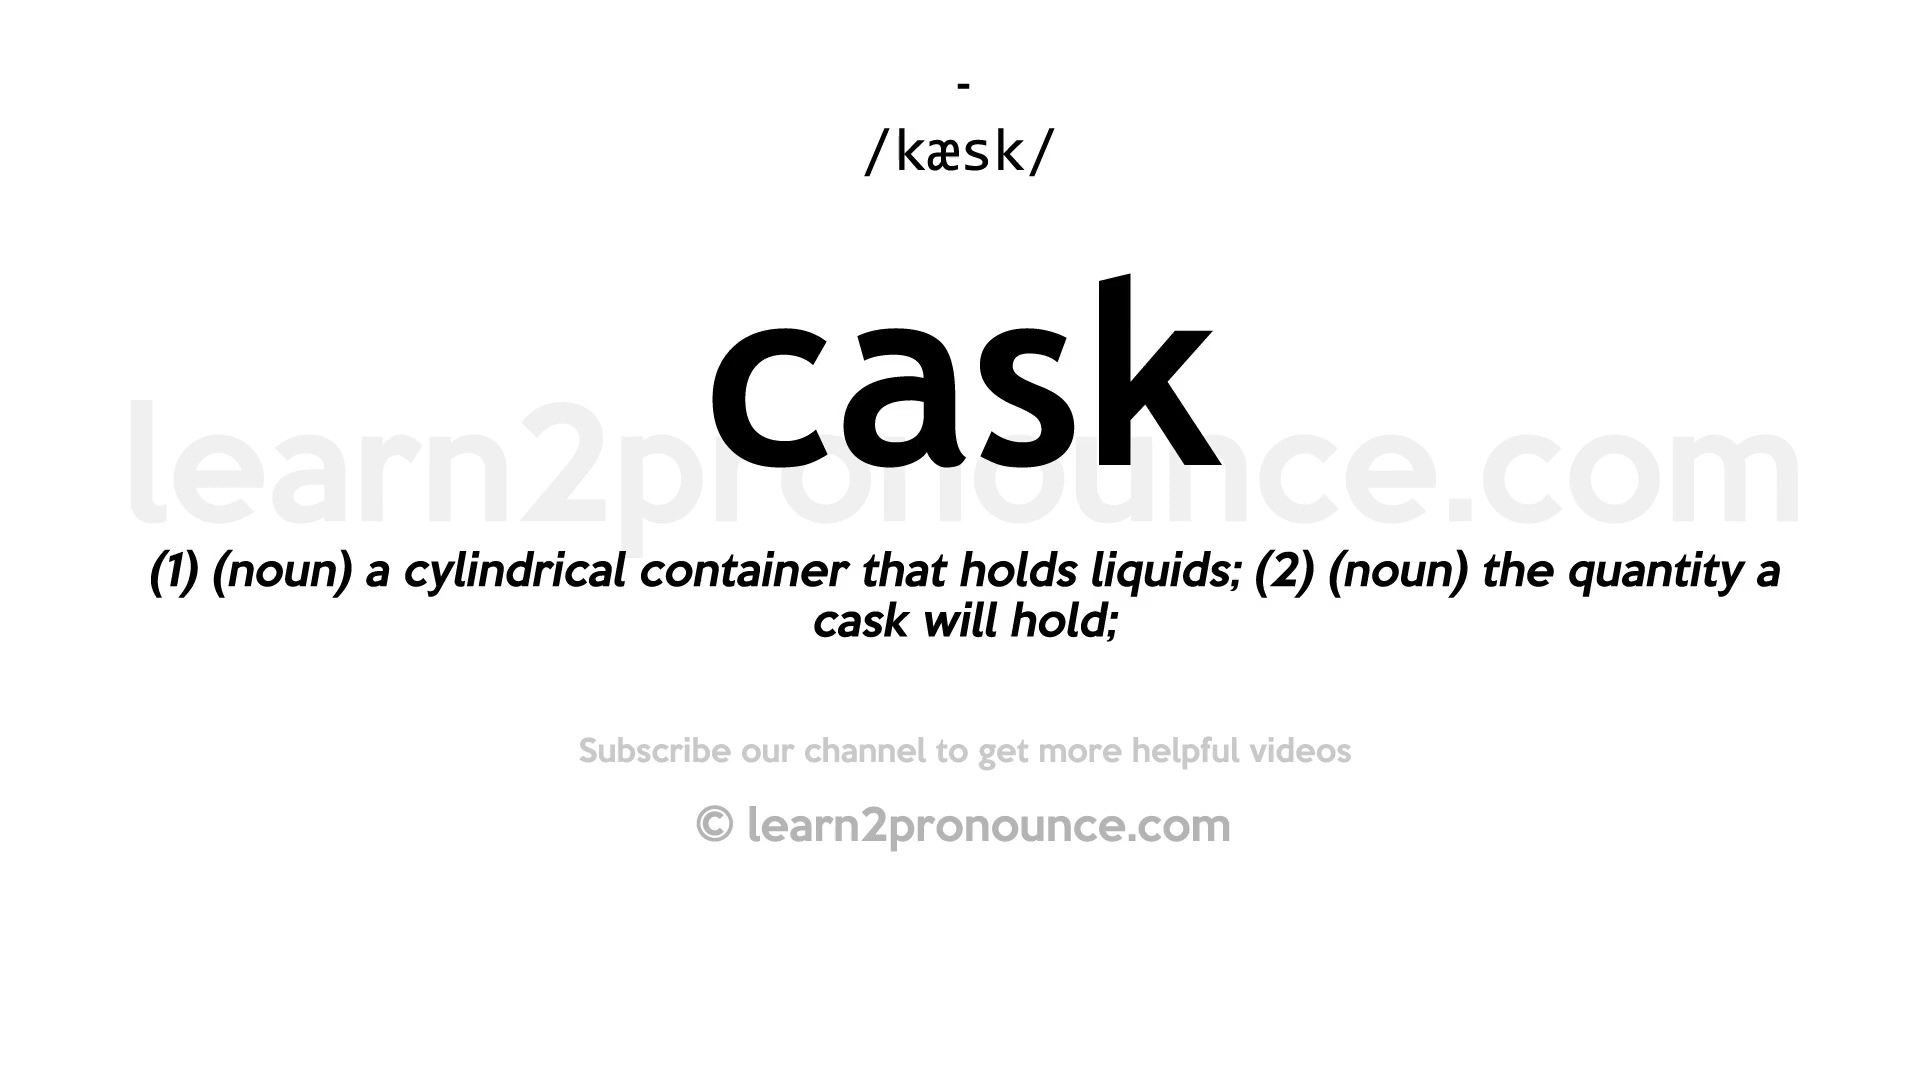 -
/kæsk/
cask
learn2pronounce.com
(1) (noun) a cylindrical container that holds liquids; (2) (noun) the quantity a
cask will hold;
Subscribe our channel to get more helpful videos
© learn2pronounce.com